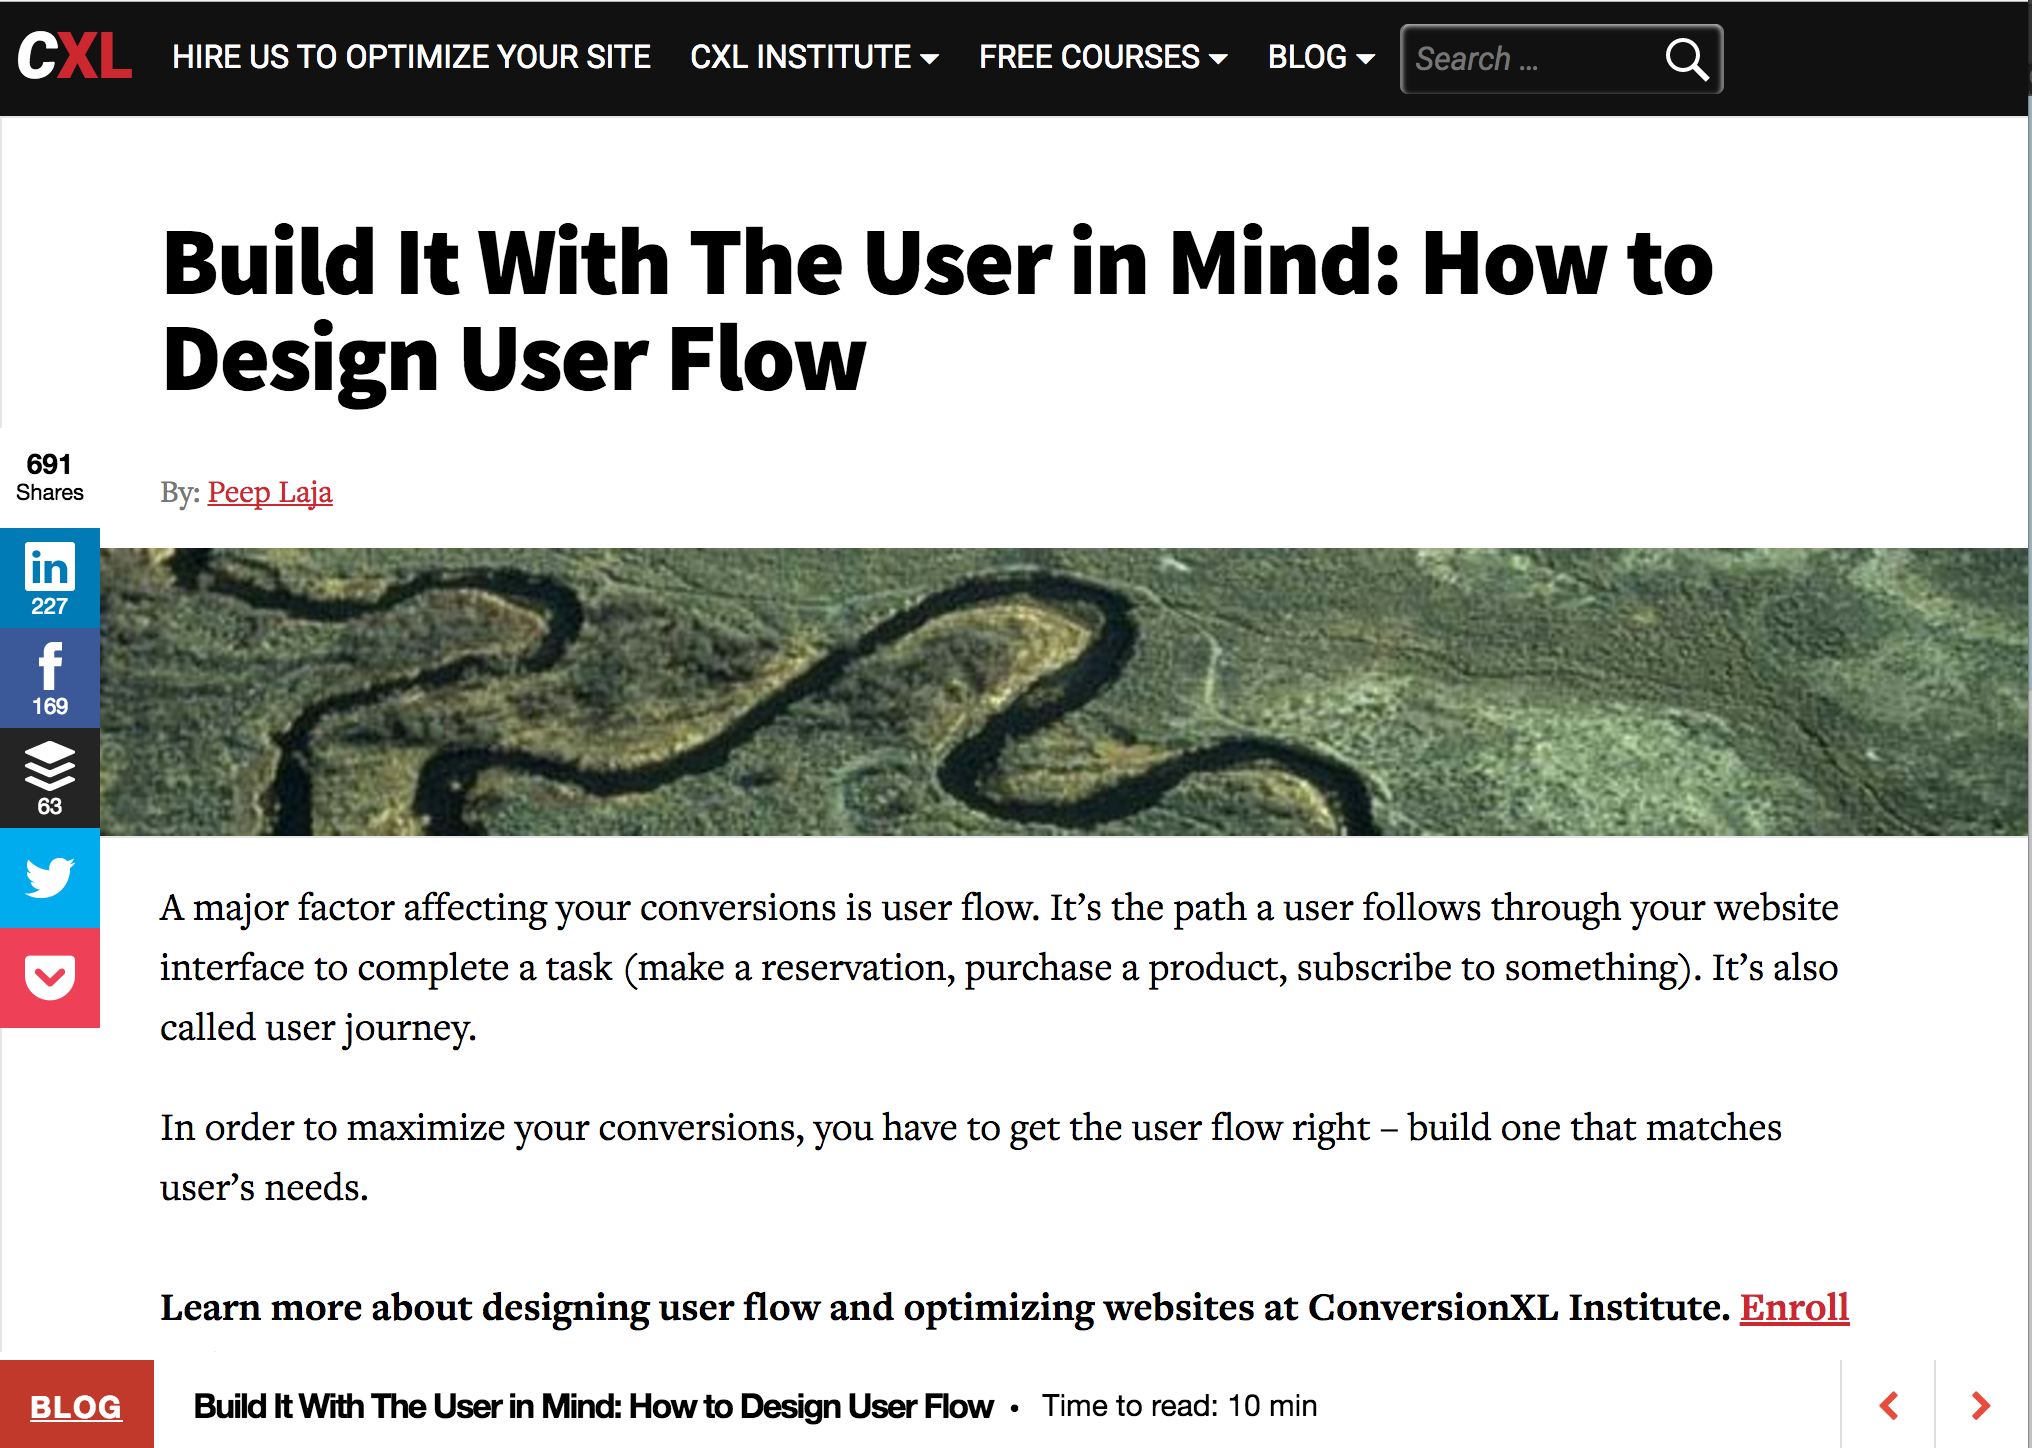 CXL HIRE US TO OPTIMIZE YOUR SITE CXL INSTITUTE FREE COURSES BLOG Search ...
Build It With The User in Mind: How to
Design User Flow
By: Peep Laja
691
Shares
in
227
f
169
63
A major factor affecting your conversions is user flow. It’s the path a user follows through your website
interface to complete a task (make a reservation, purchase a product, subscribe to something). It’s also
called user journey.
In order to maximize your conversions, you have to get the user flow right – build one that matches
user’s needs.
Learn more about designing user flow and optimizing websites at ConversionXL Institute. Enroll
BLOG Build It With The User in Mind: How to Design User Flow • Time to read: 10 min